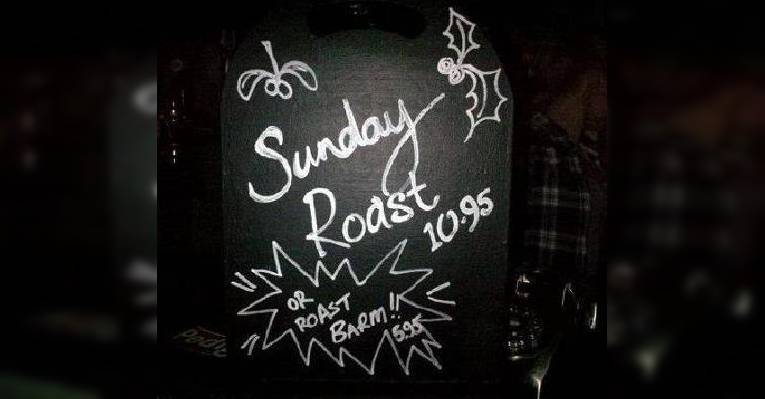 Sunday
Roast
10.95
OR
ROAST
BARM!!
5.95